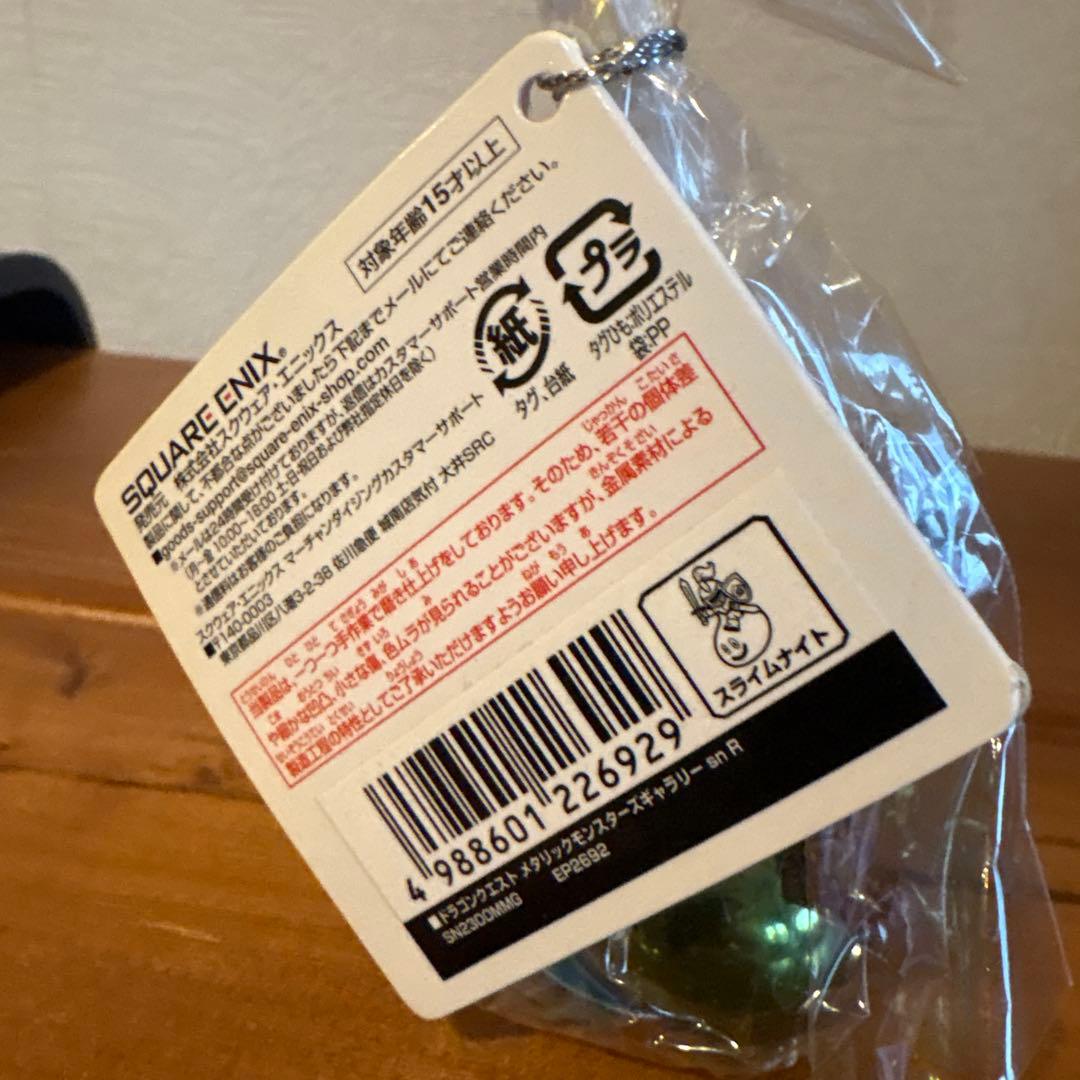 対象年齢15才以上
SQUARE ENIX®
発売元 株式会社スクウェア・エニックス
製品に関して、不都合な点がございましたら下記までメールにてご連絡ください。
■goods-support@square-enix-shop.com
※メールは24時間受け付けておりますが、返信はカスタマーサポート営業時間内
(月～金 10:00～18:00 土・日・祝日および弊社指定休日を除く)
とさせていただいております。
※通信料はお客様のご負担になります。
スクウェア・エニックス マーチャンダイジングカスタマーサポート
■〒140-0003
東京都品川区八潮3-2-38 佐川急便 城南店気付 大井SRC
紙
タグ、台紙
プラ
タグひも:ポリエステル
袋:PP
当製品は、一つ一つ手作業で磨き仕上げをしております。そのため、若干の個体差
や細かな凹凸、小さな傷、色ムラが見られることがございますが、金属素材による
製造工程の特性としてご了承いただけますようお願い申し上げます。
スライムナイト
4 988601 226929
■ドラゴンクエスト メタリックモンスターズギャラリー sn R
SN23DDMMG EP2692